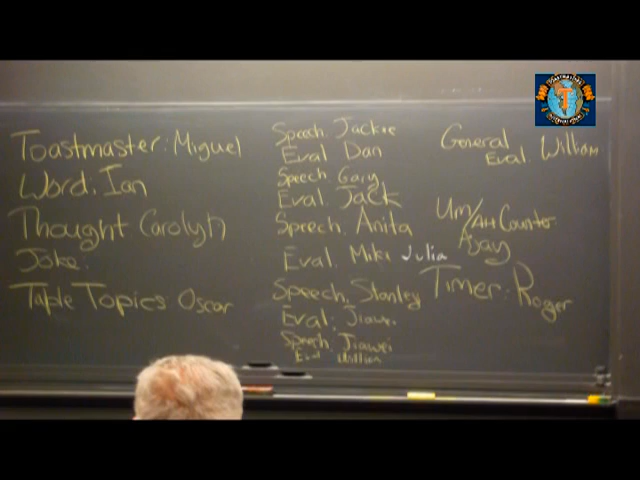 Toastmaster: Miguel
Word: Ian
Thought Carolyn
Joke:
Table Topics Oscar
Speech: Jackie
Eval Dan
Speech Gary
Eval: Jack
Speech: Anita
Eval: Mike Julia
Speech: Stanley
Eval: Jiawei
Speech: Jiawei
Eval William
General
Eval: William
Um/AH Counter
Ajay
Timer: Roger
T